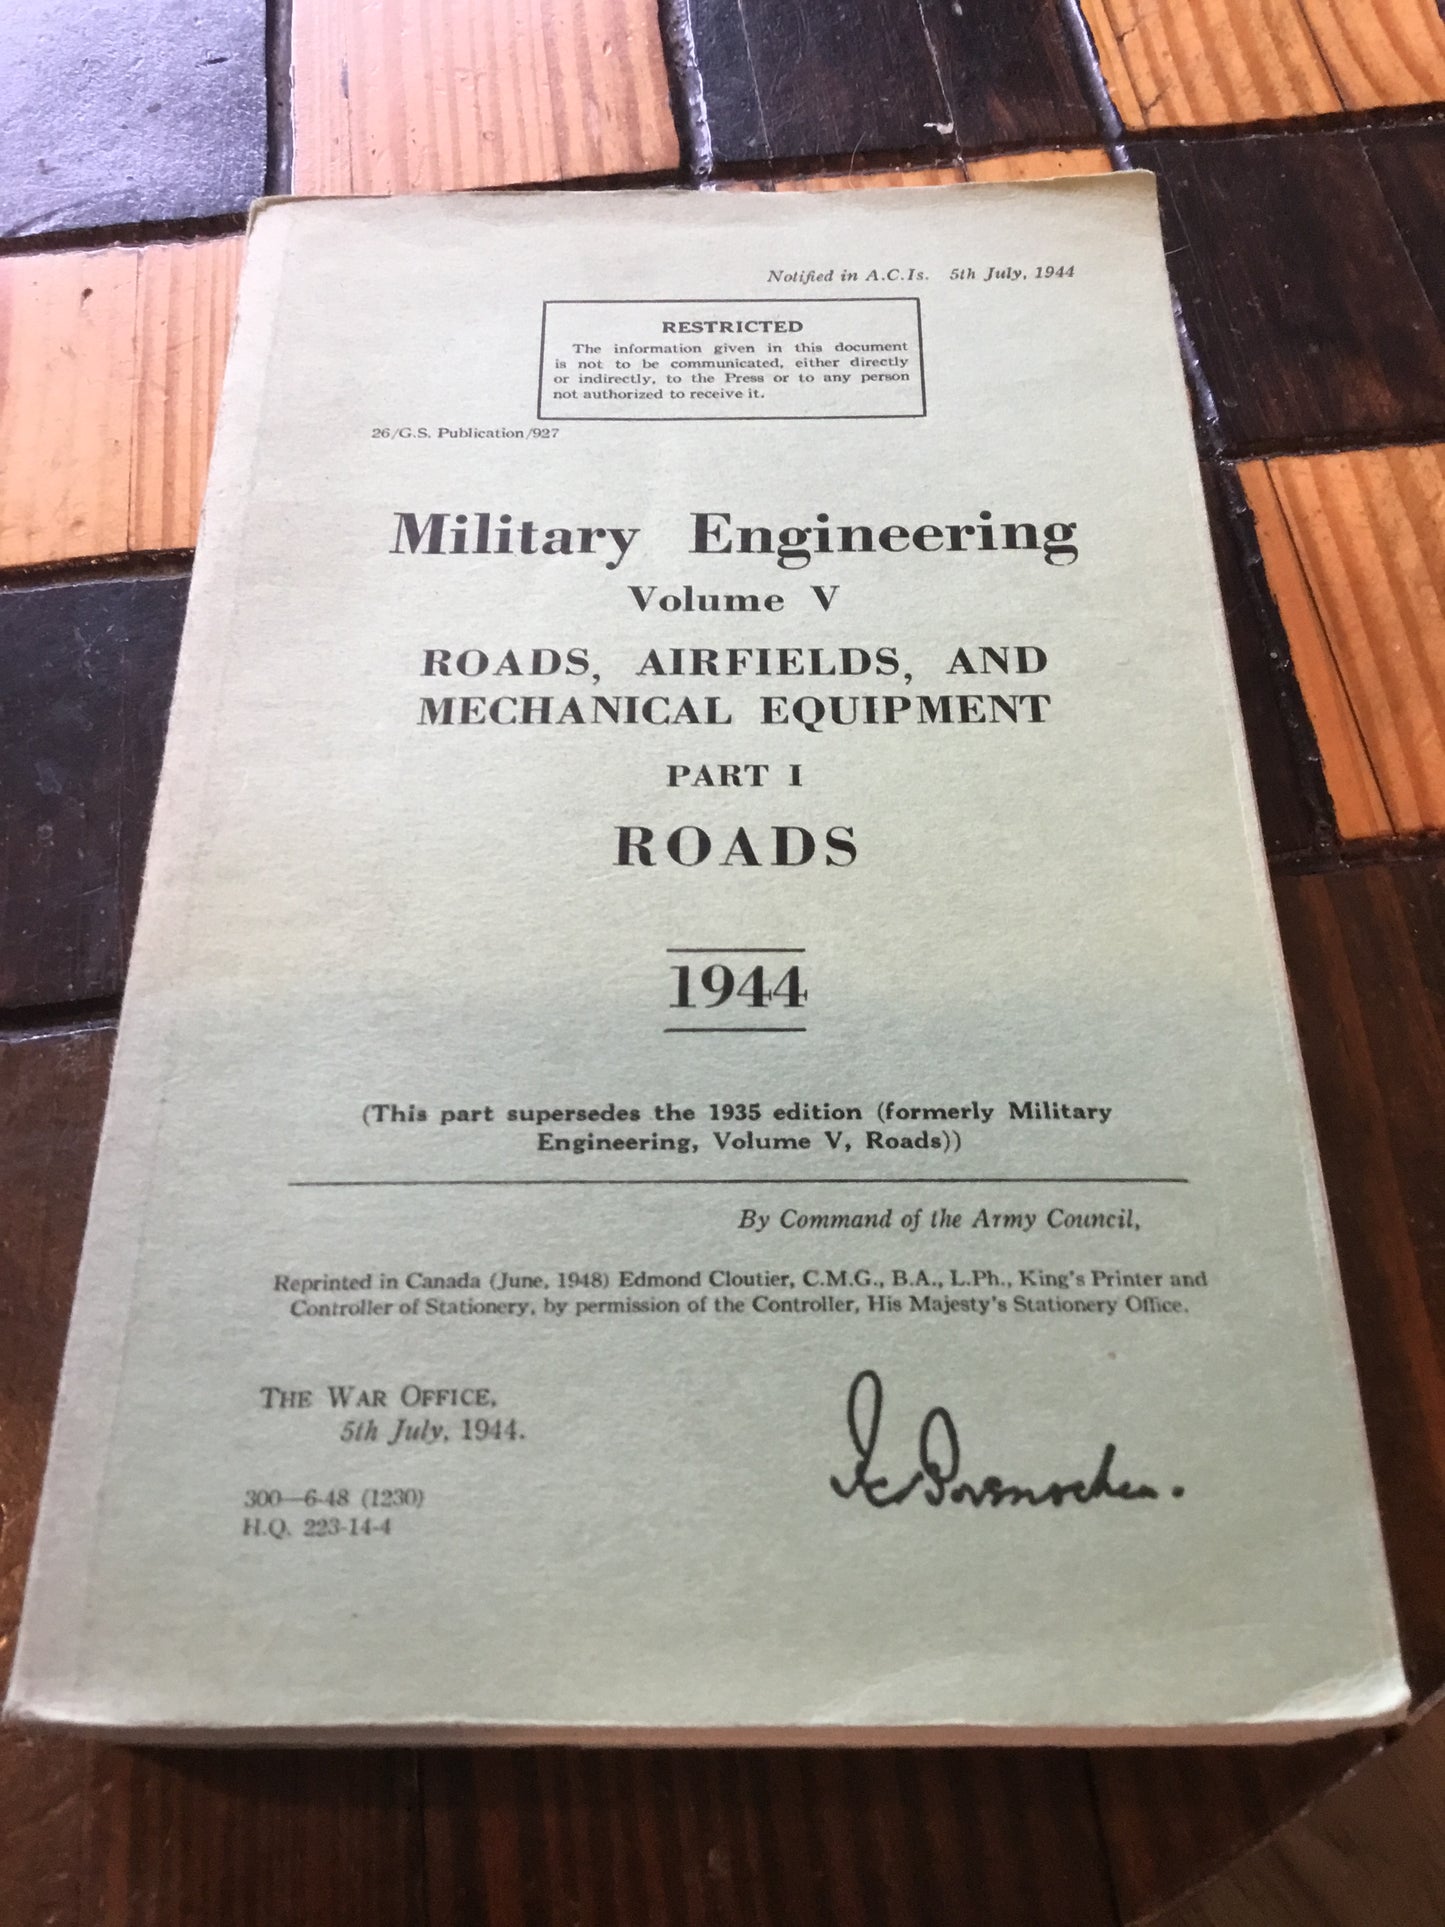 Notified in A.C.Is. 5th July, 1944
RESTRICTED
The information given in this document
is not to be communicated, either directly
or indirectly, to the Press or to any person
not authorized to receive it.
26/G.S. Publication/927
Military Engineering
Volume V
ROADS, AIRFIELDS, AND
MECHANICAL EQUIPMENT
PART I
ROADS
1944
(This part supersedes the 1935 edition (formerly Military
Engineering, Volume V, Roads))
By Command of the Army Council,
Reprinted in Canada (June, 1948) Edmond Cloutier, C.M.G., B.A., L.Ph., King's Printer and
Controller of Stationery, by permission of the Controller, His Majesty's Stationery Office.
THE WAR OFFICE,
5th July, 1944.
300—6-48 (1230)
H.Q. 223-14-4